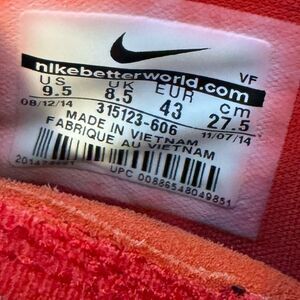 VF
nikebetterworld.com
US UK EUR cm
9.5 8.5 43 27.5
08/12/14 11/07/14
315123-606
MADE IN VIETNAM
FABRIQUE AU VIETNAM
UPC 00886548049851